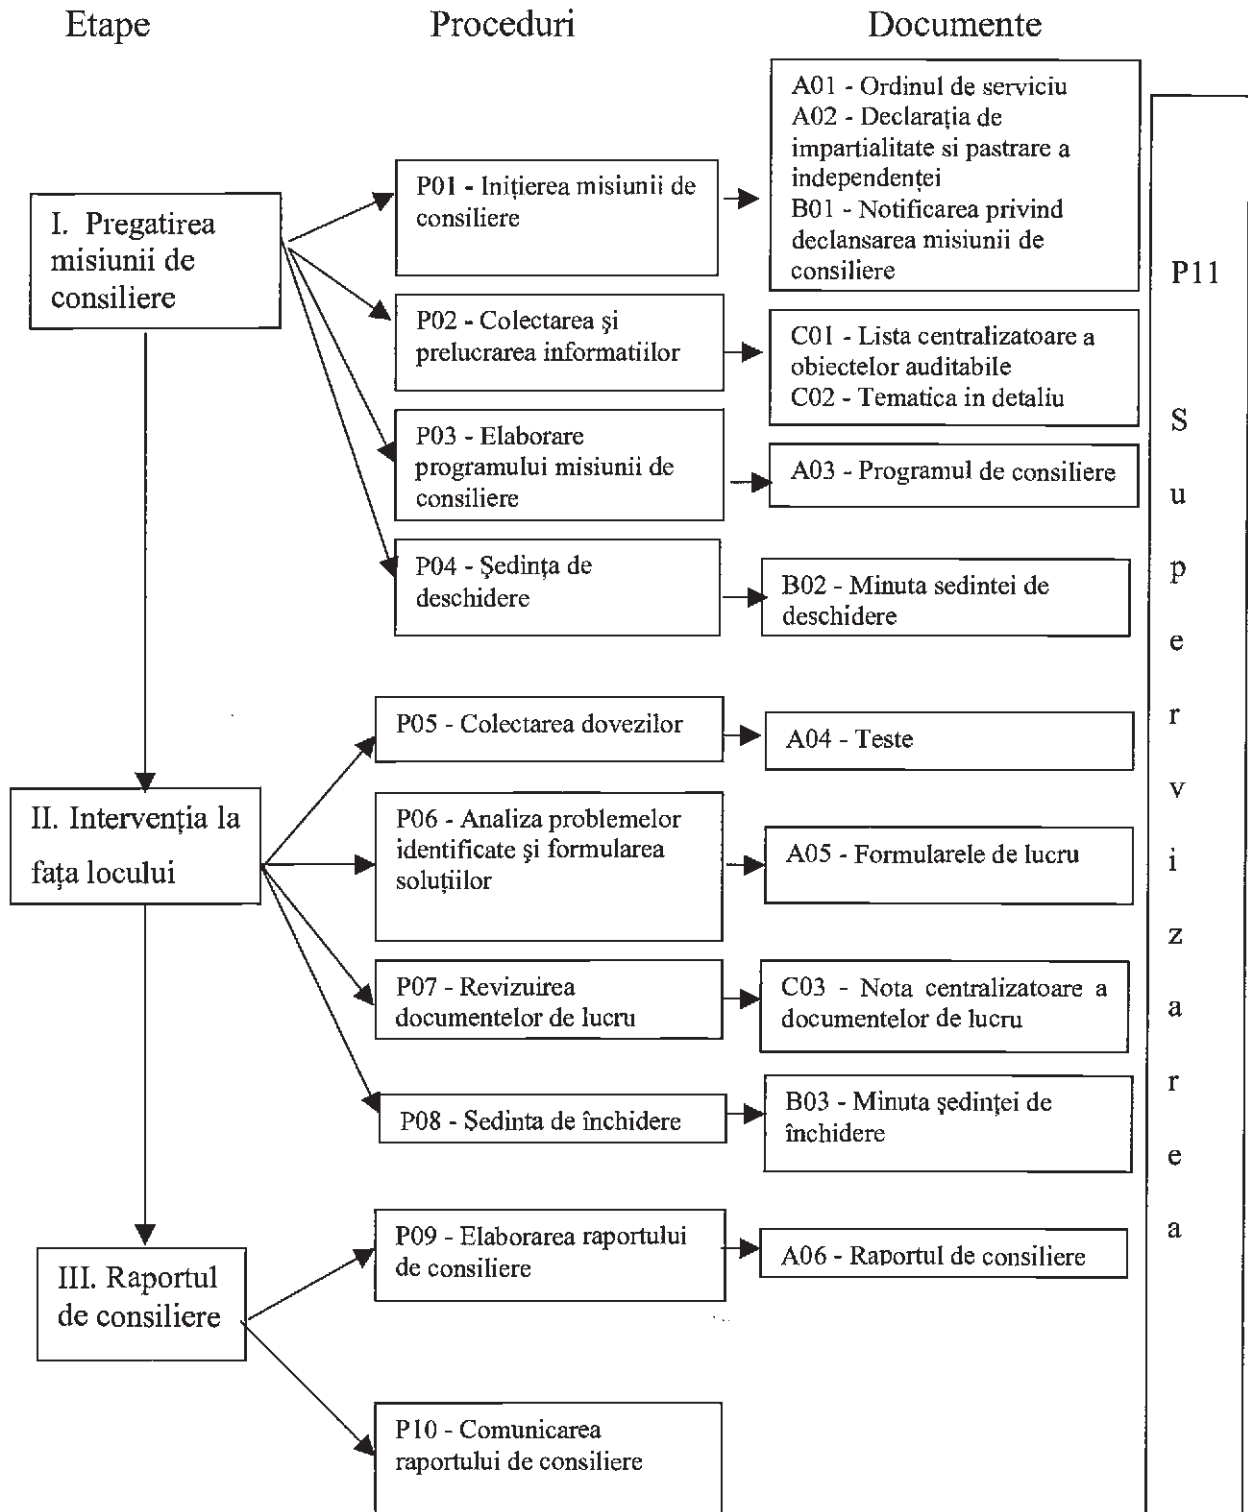 Etape
Proceduri
Documente
I. Pregatirea
misiunii de
consiliere
P01 - Inițierea misiunii de
consiliere
A01 - Ordinul de serviciu
A02 - Declarația de
impartialitate si pastrare a
independenței
B01 - Notificarea privind
declansarea misiunii de
consiliere
P02 - Colectarea şi
prelucrarea informatiilor
C01 - Lista centralizatoare a
obiectelor auditabile
C02 - Tematica in detaliu
P03 - Elaborare
programului misiunii de
consiliere
A03 - Programul de consiliere
P04 - Şedința de
deschidere
B02 - Minuta sedintei de
deschidere
II. Intervenția la
fața locului
P05 - Colectarea dovezilor
A04 - Teste
P06 - Analiza problemelor
identificate şi formularea
soluțiilor
A05 - Formularele de lucru
P07 - Revizuirea
documentelor de lucru
C03 - Nota centralizatoare a
documentelor de lucru
P08 - Sedinta de închidere
B03 - Minuta şedinței de
închidere
III. Raportul
de consiliere
P09 - Elaborarea raportului
de consiliere
A06 - Raportul de consiliere
P10 - Comunicarea
raportului de consiliere
P11
S
u
p
e
r
v
i
z
a
r
e
a